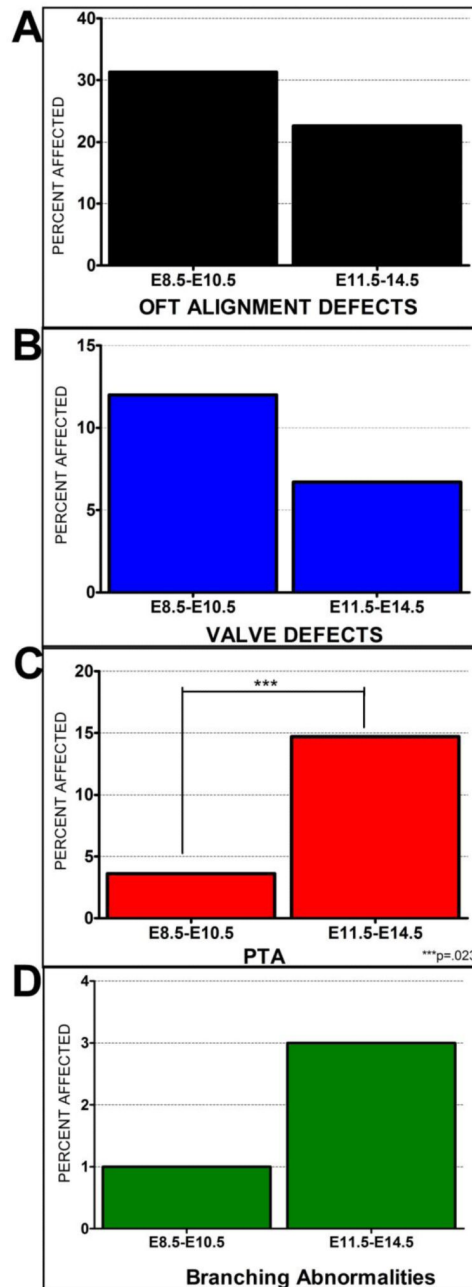 A
PERCENT AFFECTED
40
30
20
10
0
E8.5-E10.5 E11.5-14.5
OFT ALIGNMENT DEFECTS
B
PERCENT AFFECTED
15
10
5
0
E8.5-E10.5 E11.5-E14.5
VALVE DEFECTS
C
PERCENT AFFECTED
20
15
10
5
0
***
E8.5-E10.5 E11.5-E14.5
PTA ***p=.023
D
PERCENT AFFECTED
4
3
2
1
0
E8.5-E10.5 E11.5-E14.5
Branching Abnormalities